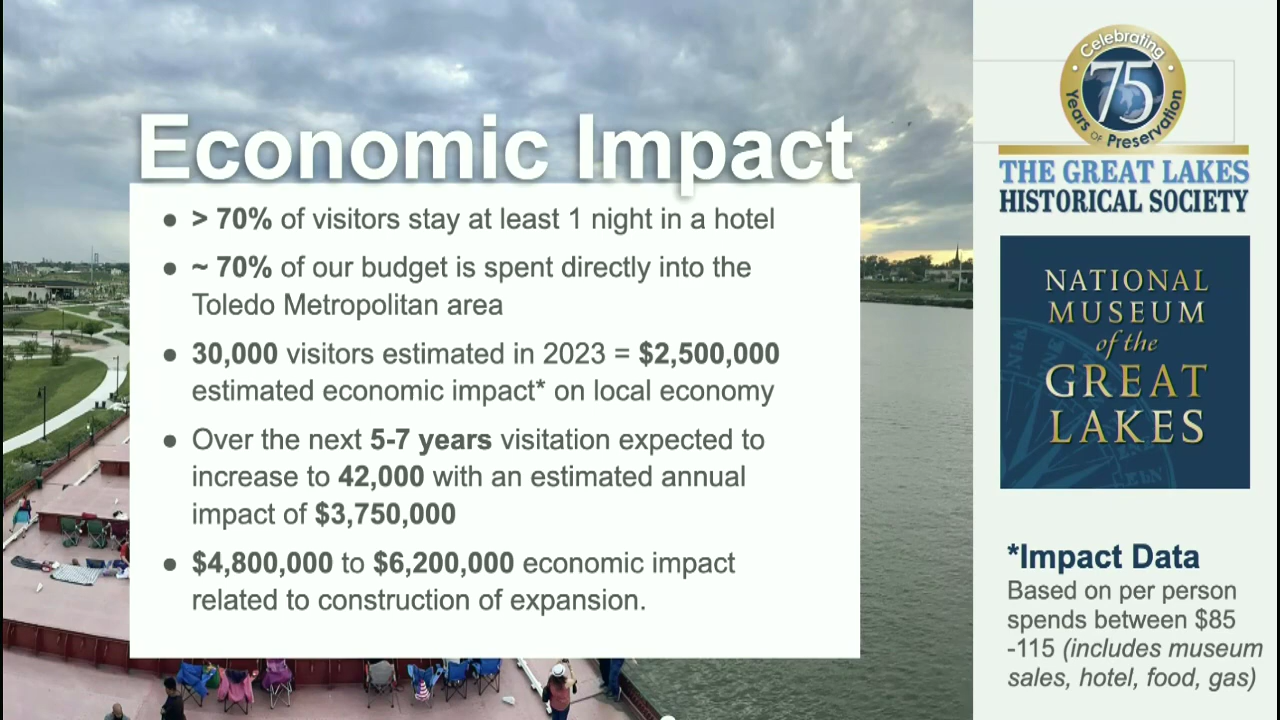 Economic Impact
● > 70% of visitors stay at least 1 night in a hotel
● ~ 70% of our budget is spent directly into the
Toledo Metropolitan area
● 30,000 visitors estimated in 2023 = $2,500,000
estimated economic impact* on local economy
● Over the next 5-7 years visitation expected to
increase to 42,000 with an estimated annual
impact of $3,750,000
● $4,800,000 to $6,200,000 economic impact
related to construction of expansion.
Celebrating
75
Years OF Preservation
THE GREAT LAKES
HISTORICAL SOCIETY
NATIONAL
MUSEUM
of the
GREAT
LAKES
*Impact Data
Based on per person
spends between $85
-115 (includes museum
sales, hotel, food, gas)